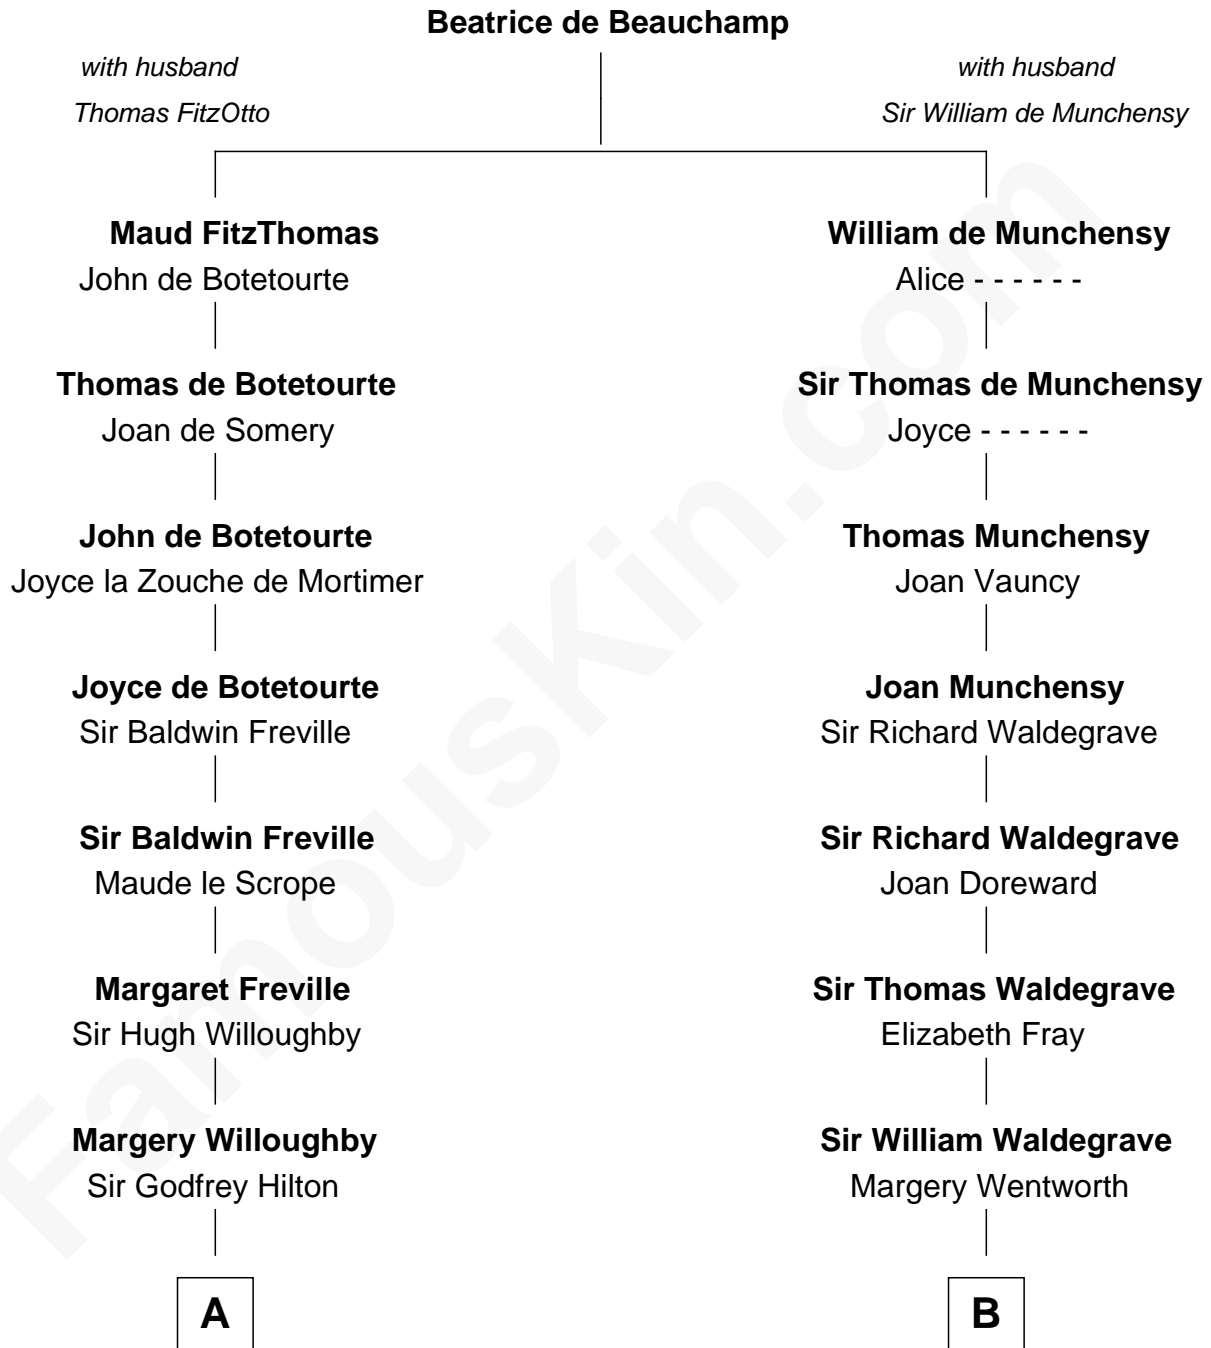 Beatrice de Beauchamp
with husband
Thomas FitzOtto
with husband
Sir William de Munchensy
Maud FitzThomas
John de Botetourte
William de Munchensy
Alice - - - - - -
Thomas de Botetourte
Joan de Somery
Sir Thomas de Munchensy
Joyce - - - - - -
John de Botetourte
Joyce la Zouche de Mortimer
Thomas Munchensy
Joan Vauncy
Joyce de Botetourte
Sir Baldwin Freville
Joan Munchensy
Sir Richard Waldegrave
Sir Baldwin Freville
Maude le Scrope
Sir Richard Waldegrave
Joan Doreward
Margaret Freville
Sir Hugh Willoughby
Sir Thomas Waldegrave
Elizabeth Fray
Margery Willoughby
Sir Godfrey Hilton
Sir William Waldegrave
Margery Wentworth
A
B
FamousKin.com